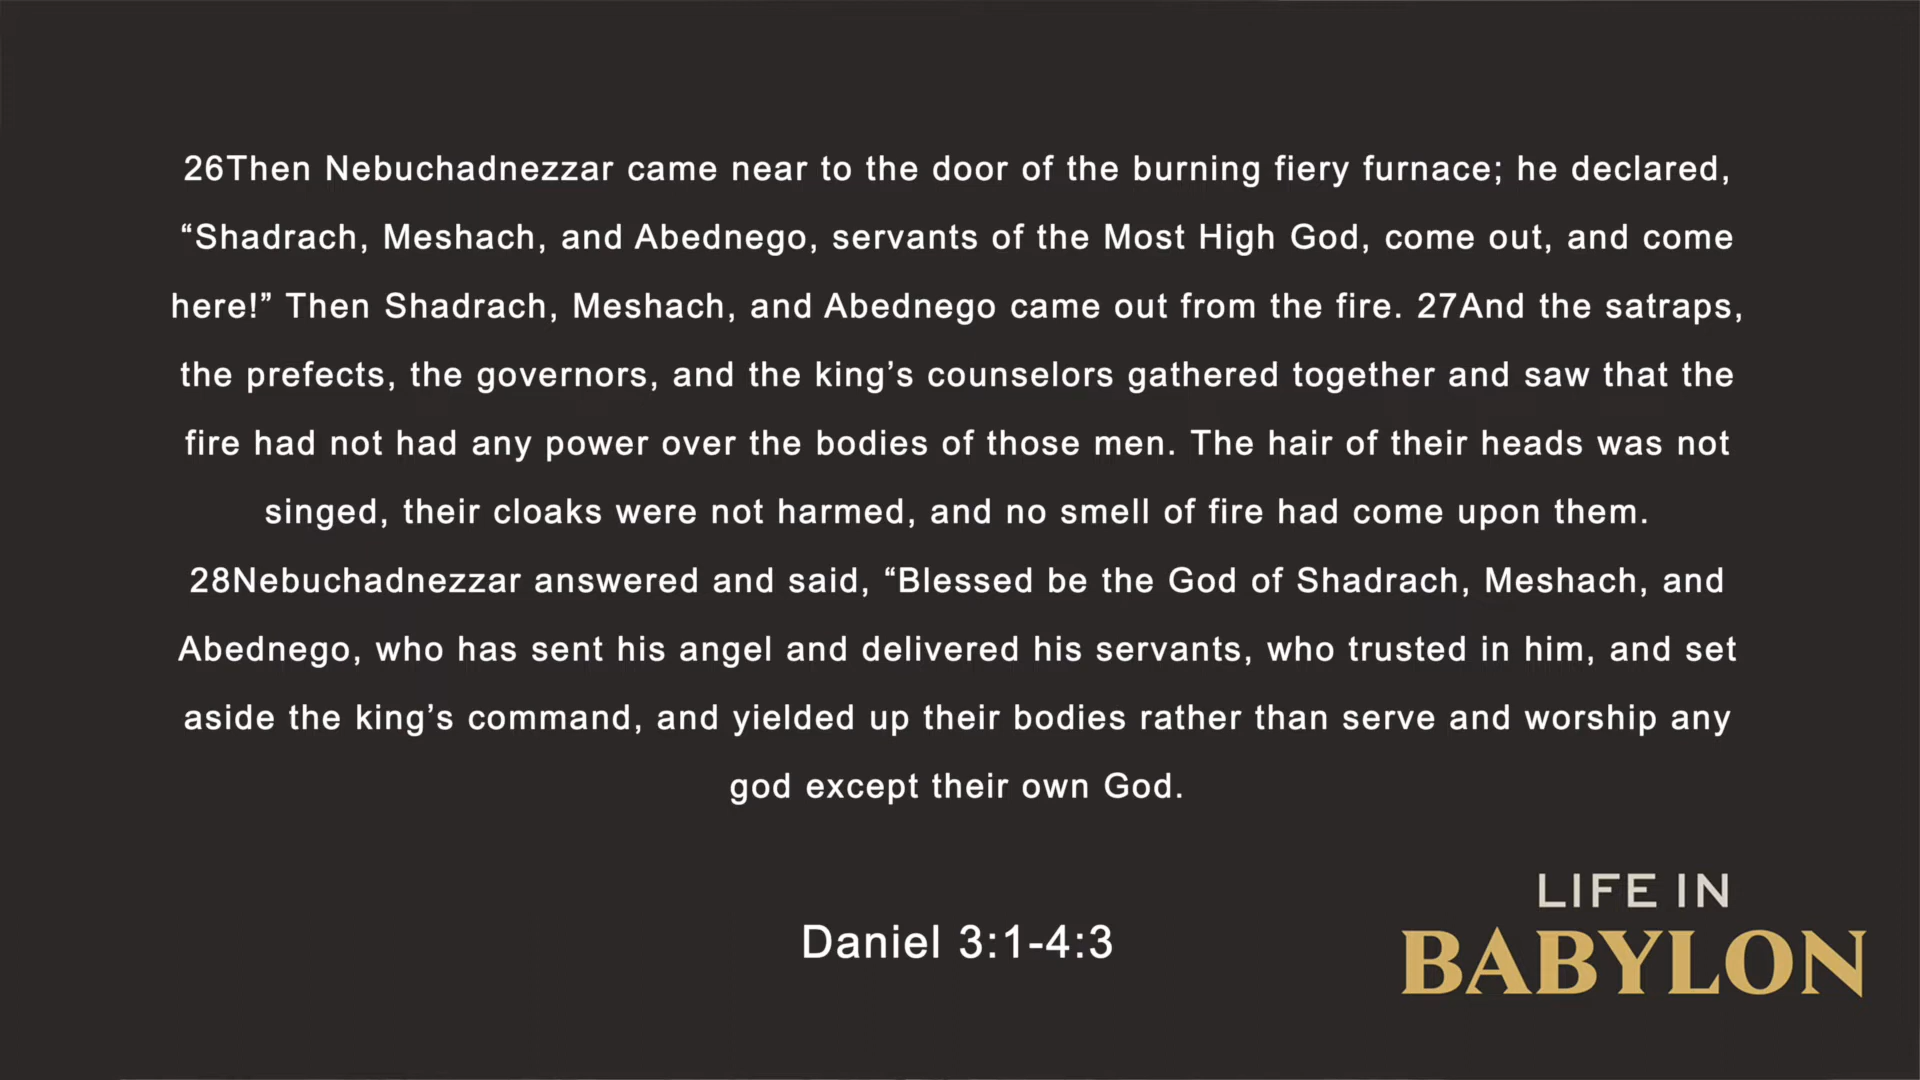 26Then Nebuchadnezzar came near to the door of the burning fiery furnace; he declared,
“Shadrach, Meshach, and Abednego, servants of the Most High God, come out, and come
here!” Then Shadrach, Meshach, and Abednego came out from the fire. 27And the satraps,
the prefects, the governors, and the king’s counselors gathered together and saw that the
fire had not had any power over the bodies of those men. The hair of their heads was not
singed, their cloaks were not harmed, and no smell of fire had come upon them.
28Nebuchadnezzar answered and said, “Blessed be the God of Shadrach, Meshach, and
Abednego, who has sent his angel and delivered his servants, who trusted in him, and set
aside the king’s command, and yielded up their bodies rather than serve and worship any
god except their own God.
Daniel 3:1-4:3
LIFE IN
BABYLON